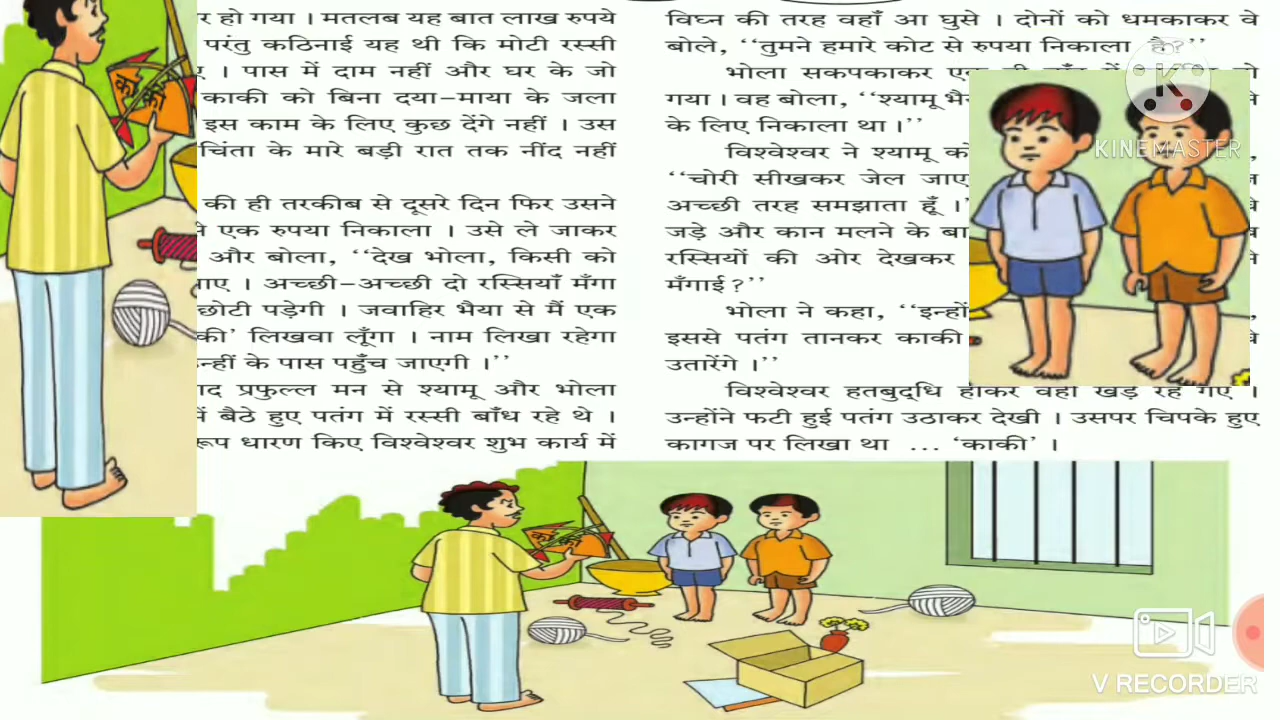 र हो गया । मतलब यह बात लाख रुपये
परंतु कठिनाई यह थी कि मोटी रस्सी
। पास में दाम नहीं और घर के जो
काकी को बिना दया-माया के जला
इस काम के लिए कुछ देंगे नहीं । उस
चिंता के मारे बड़ी रात तक नींद नहीं
की ही तरकीब से दूसरे दिन फिर उसने
एक रुपया निकाला । उसे ले जाकर
और बोला, ‘‘देख भोला, किसी को
पाए । अच्छी-अच्छी दो रस्सियाँ मँगा
छोटी पड़ेगी । जवाहिर भैया से मैं एक
की’ लिखवा लूँगा । नाम लिखा रहेगा
न्हीं के पास पहुँच जाएगी ।’’
बाद प्रफुल्ल मन से श्यामू और भोला
में बैठे हुए पतंग में रस्सी बाँध रहे थे ।
रूप धारण किए विश्वेश्वर शुभ कार्य में
विघ्न की तरह वहाँ आ घुसे । दोनों को धमकाकर वे
बोले, ‘‘तुमने हमारे कोट से रुपया निकाला है?’’
भोला सकपकाकर
गया । वह बोला, ‘‘श्यामू
के लिए निकाला था ।’’
विश्वेश्वर ने श्यामू को
‘‘चोरी सीखकर जेल
अच्छी तरह समझाता हूँ ।’
जड़े और कान मलने के
रस्सियों की ओर देखकर
मँगाई ?’’
भोला ने कहा, ‘‘इन्हों
इससे पतंग तानकर काकी
उतारेंगे ।’’
विश्वेश्वर हतबुद्धि होकर वहीं खड़े रह गए ।
उन्होंने फटी हुई पतंग उठाकर देखी । उसपर चिपके हुए
कागज पर लिखा था ... ‘काकी’ ।
K
KINEMASTER
V RECORDER